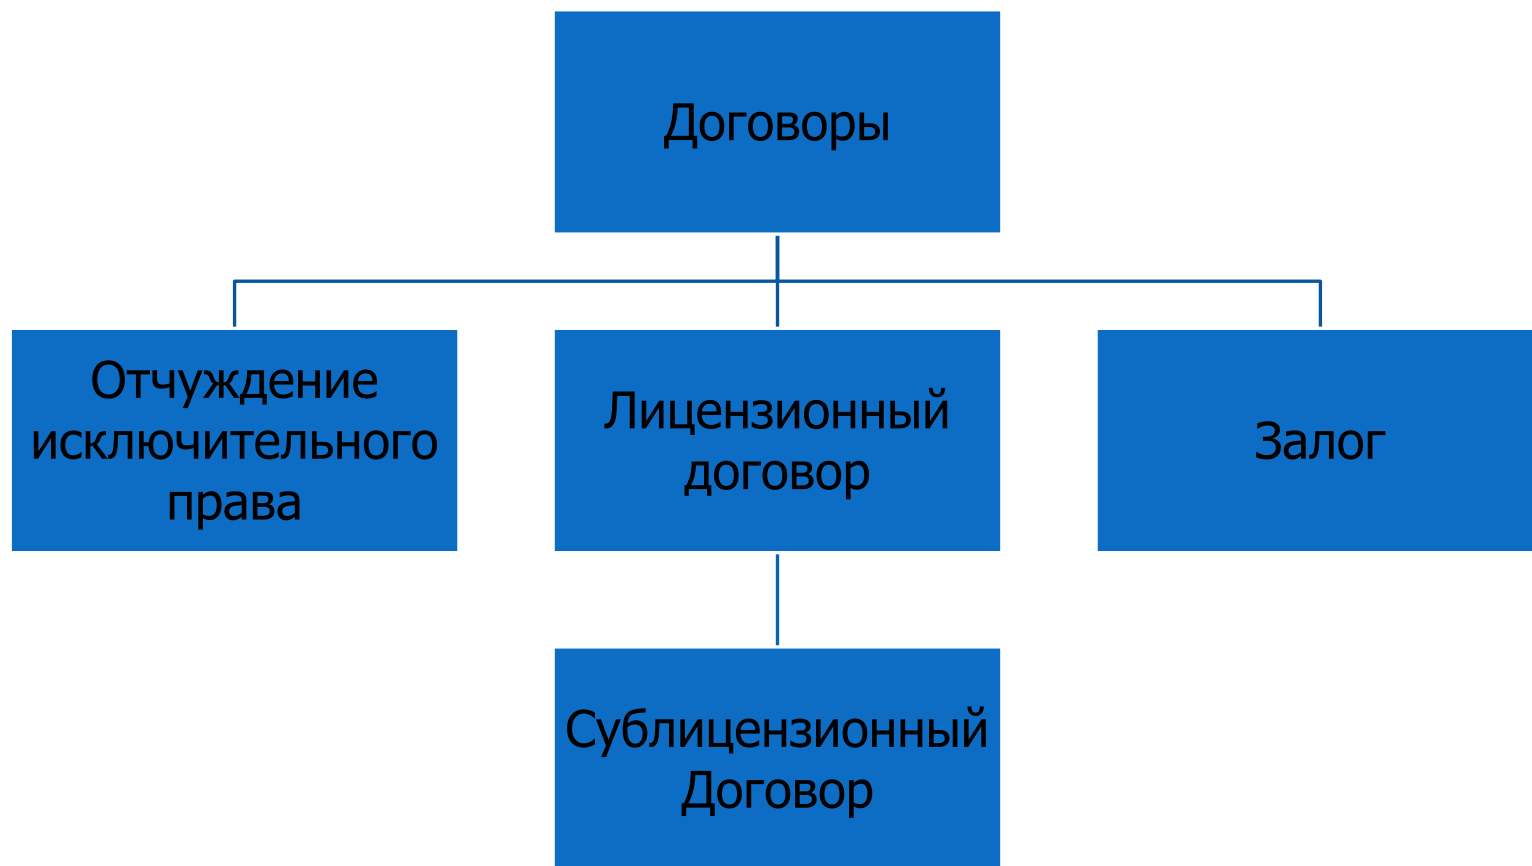 Договоры
Отчуждение
исключительного
права
Лицензионный
договор
Залог
Сублицензионный
Договор